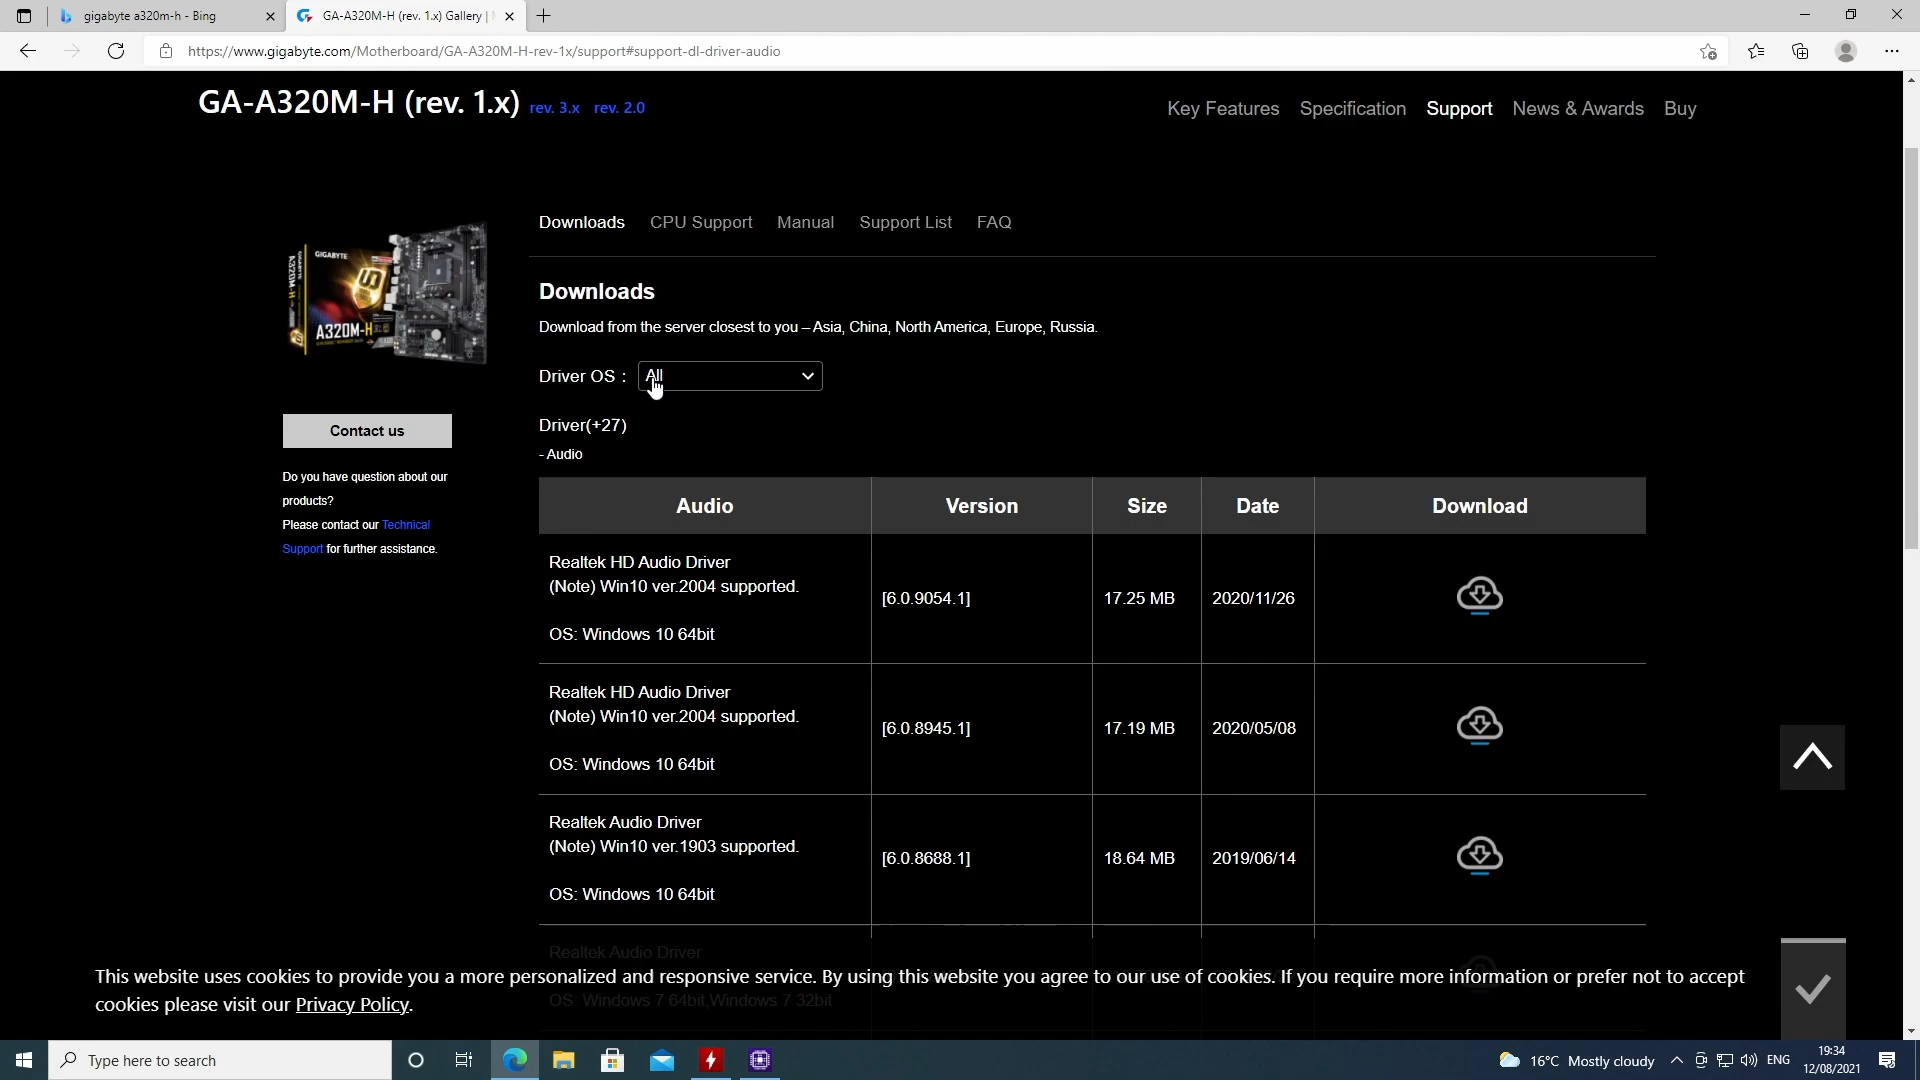 gigabyte a320m-h - Bing
GA-A320M-H (rev. 1.x) Gallery |
https://www.gigabyte.com/Motherboard/GA-A320M-H-rev-1x/support#support-dl-driver-audio
GA-A320M-H (rev. 1.x) rev. 3.x rev. 2.0
Key Features Specification Support News & Awards Buy
Downloads CPU Support Manual Support List FAQ
GIGABYTE
A320M-H
Downloads
Download from the server closest to you – Asia, China, North America, Europe, Russia.
Driver OS : All
Contact us
Do you have question about our
products?
Please contact our Technical
Support for further assistance.
Driver(+27)
- Audio
Audio Version Size Date Download
Realtek HD Audio Driver
(Note) Win10 ver.2004 supported.
OS: Windows 10 64bit
[6.0.9054.1] 17.25 MB 2020/11/26
Realtek HD Audio Driver
(Note) Win10 ver.2004 supported.
OS: Windows 10 64bit
[6.0.8945.1] 17.19 MB 2020/05/08
Realtek Audio Driver
(Note) Win10 ver.1903 supported.
OS: Windows 10 64bit
[6.0.8688.1] 18.64 MB 2019/06/14
Realtek Audio Driver
OS: Windows 7 64bit,Windows 7 32bit
This website uses cookies to provide you a more personalized and responsive service. By using this website you agree to our use of cookies. If you require more information or prefer not to accept
cookies please visit our Privacy Policy.
Type here to search
16°C Mostly cloudy
ENG
19:34
12/08/2021